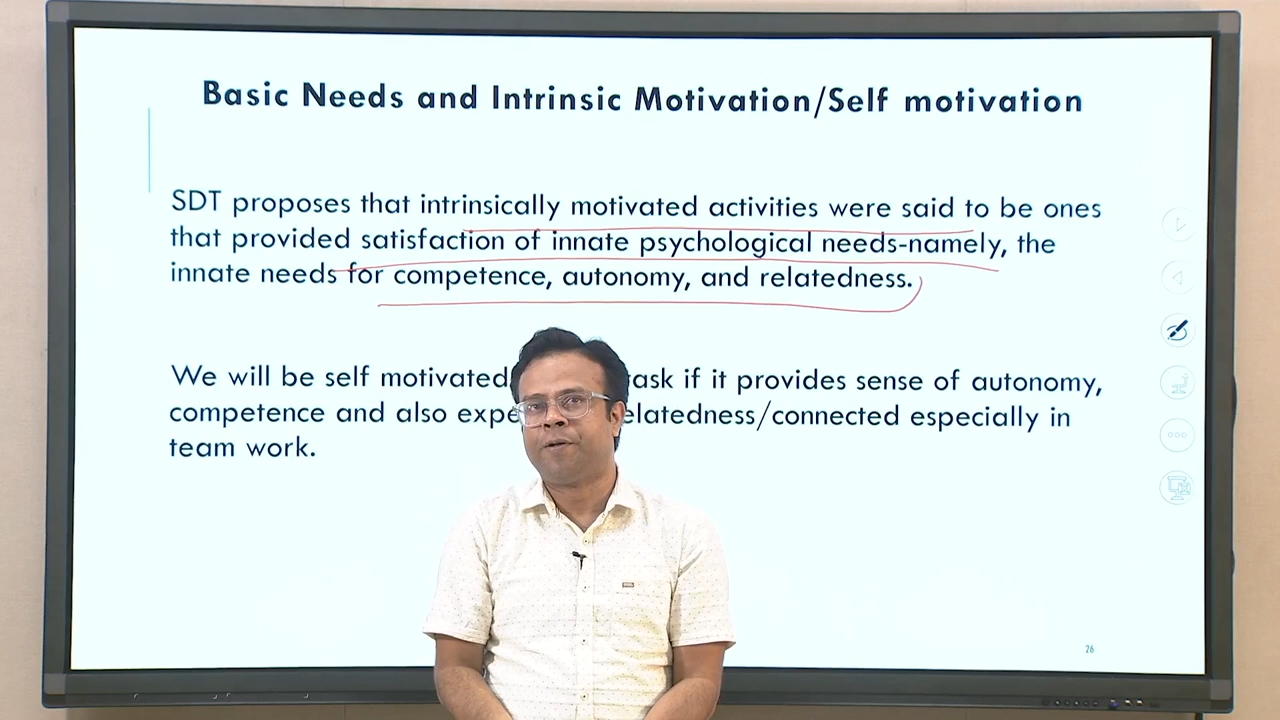 Basic Needs and Intrinsic Motivation/Self motivation
SDT proposes that intrinsically motivated activities were said to be ones
that provided satisfaction of innate psychological needs-namely, the
innate needs for competence, autonomy, and relatedness.
We will be self motivated task if it provides sense of autonomy,
competence and also relatedness/connected especially in
team work.
26